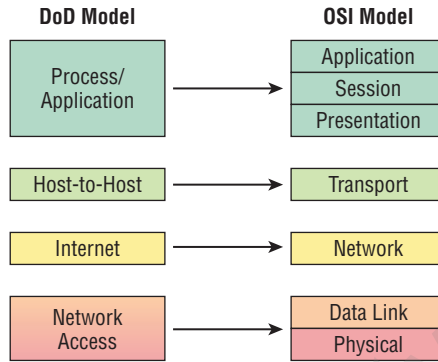 DoD Model
OSI Model
Process/
Application
Application
Session
Presentation
Host-to-Host
Transport
Internet
Network
Network
Access
Data Link
Physical